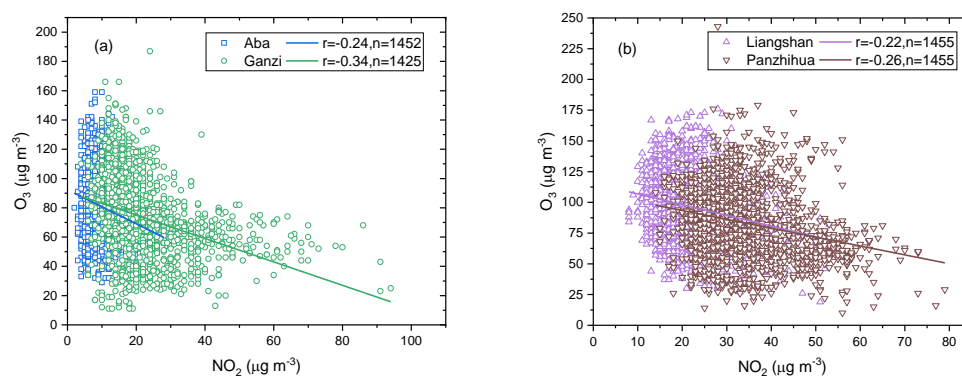 (a)
Aba r=-0.24,n=1452
Ganzi r=-0.34,n=1425
200
180
160
140
120
100
80
60
40
20
0
O₃ (µg m⁻³)
0 20 40 60 80 100
NO₂ (µg m⁻³)
(b)
Liangshan r=-0.22,n=1455
Panzhihua r=-0.26,n=1455
250
225
200
175
150
125
100
75
50
25
0
O₃ (µg m⁻³)
0 10 20 30 40 50 60 70 80
NO₂ (µg m⁻³)